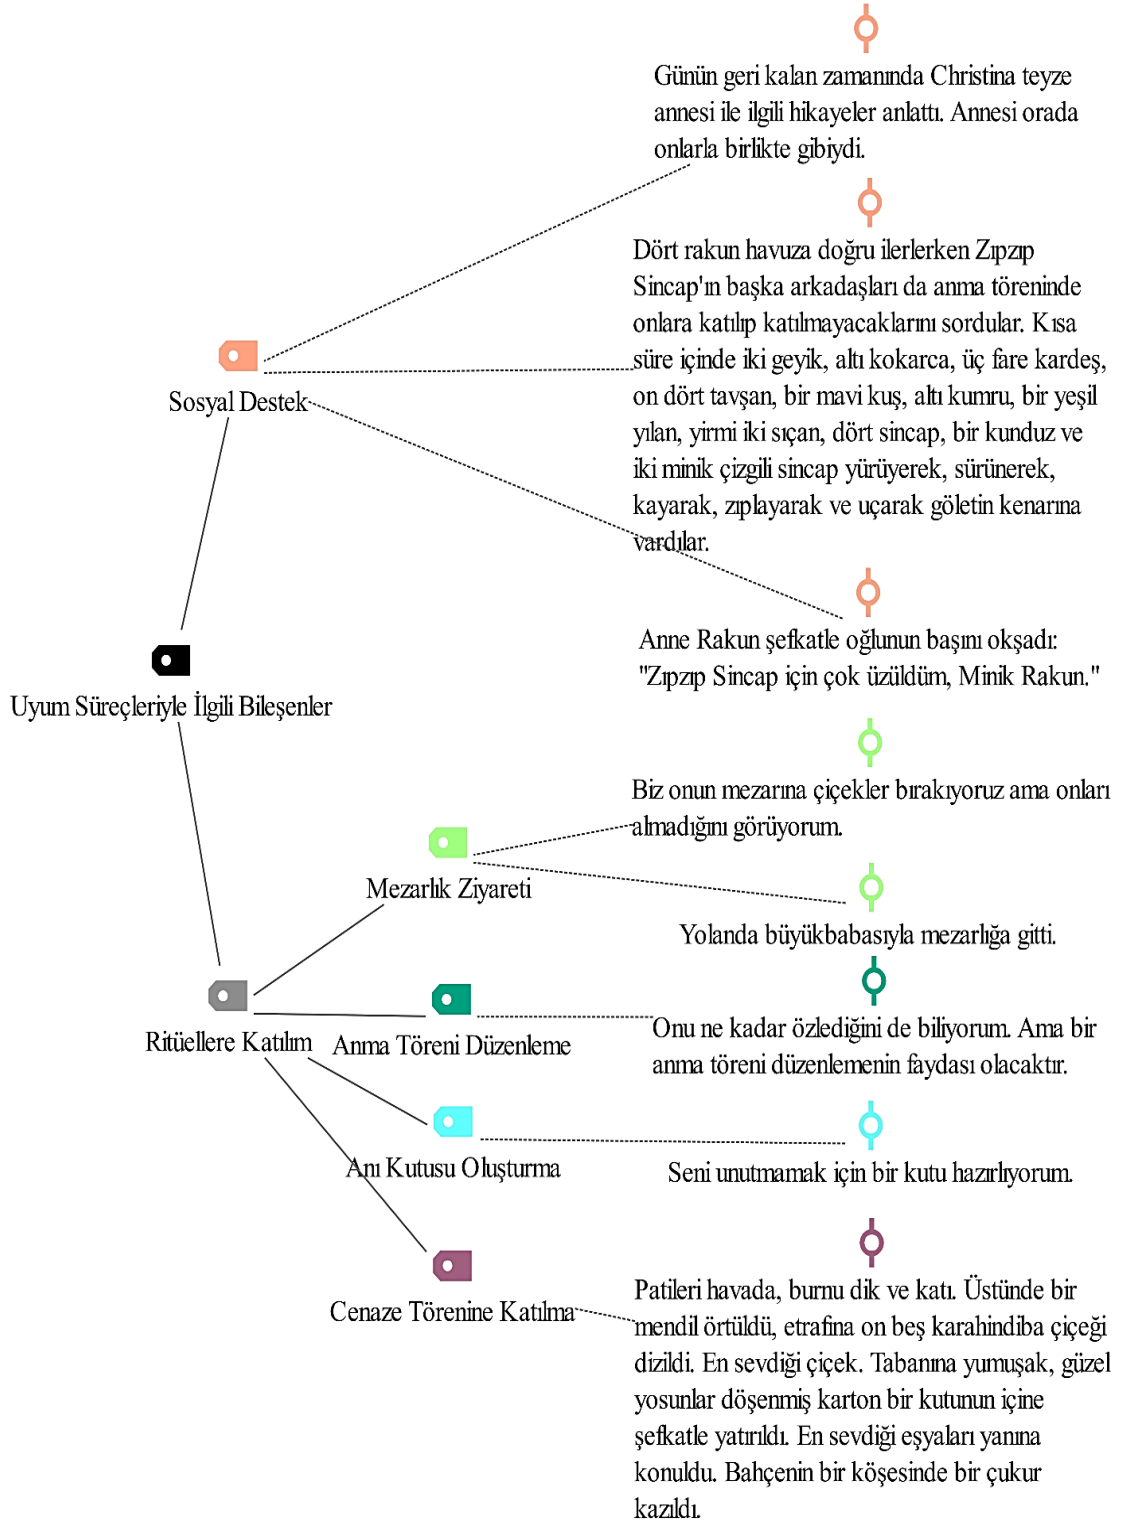 Günün geri kalan zamanında Christina teyze
annesi ile ilgili hikayeler anlattı. Annesi orada
onlarla birlikte gibiydi.
Dört rakun havuza doğru ilerlerken Zıpzıp
Sincap'ın başka arkadaşları da anma töreninde
onlara katılıp katılmayacaklarını sordular. Kısa
süre içinde iki geyik, altı kokarca, üç fare kardeş,
on dört tavşan, bir mavi kuş, altı kumru, bir yeşil
yılan, yirmi iki sıçan, dört sincap, bir kunduz ve
iki minik çizgili sincap yürüyerek, sürünerek,
kayarak, zıplayarak ve uçarak göletin kenarına
vardılar.
Sosyal Destek
Anne Rakun şefkatle oğlunun başını okşadı:
"Zıpzıp Sincap için çok üzüldüm, Minik Rakun."
Uyum Süreçleriyle İlgili Bileşenler
Biz onun mezarına çiçekler bırakıyoruz ama onları
almadığını görüyorum.
Mezarlık Ziyareti
Yolanda büyükbabasıyla mezarlığa gitti.
Ritüellere Katılım
Anma Töreni Düzenleme
Onu ne kadar özlediğini de biliyorum. Ama bir
anma töreni düzenlemenin faydası olacaktır.
Anı Kutusu Oluşturma
Seni unutmamak için bir kutu hazırlıyorum.
Cenaze Törenine Katılma
Patileri havada, burnu dik ve katı. Üstünde bir
mendil örtüldü, etrafina on beş karahindiba çiçeği
dizildi. En sevdiği çiçek. Tabanına yumuşak, güzel
yosunlar döşenmiş karton bir kutunun içine
şefkatle yatırıldı. En sevdiği eşyaları yanına
konuldu. Bahçenin bir köşesinde bir çukur
kazıldı.